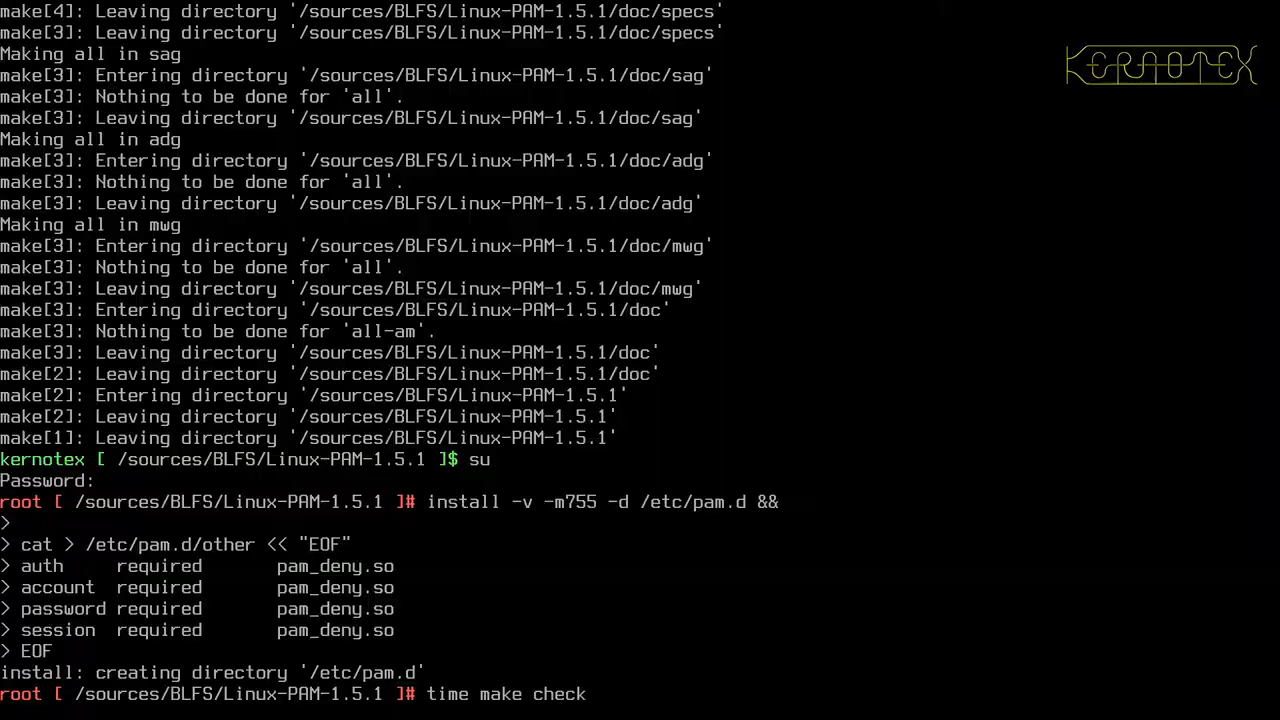 make[4]: Leaving directory '/sources/BLFS/Linux-PAM-1.5.1/doc/specs'
make[3]: Leaving directory '/sources/BLFS/Linux-PAM-1.5.1/doc/specs'
Making all in sag
make[3]: Entering directory '/sources/BLFS/Linux-PAM-1.5.1/doc/sag'
make[3]: Nothing to be done for 'all'.
make[3]: Leaving directory '/sources/BLFS/Linux-PAM-1.5.1/doc/sag'
Making all in adg
make[3]: Entering directory '/sources/BLFS/Linux-PAM-1.5.1/doc/adg'
make[3]: Nothing to be done for 'all'.
make[3]: Leaving directory '/sources/BLFS/Linux-PAM-1.5.1/doc/adg'
Making all in mwg
make[3]: Entering directory '/sources/BLFS/Linux-PAM-1.5.1/doc/mwg'
make[3]: Nothing to be done for 'all'.
make[3]: Leaving directory '/sources/BLFS/Linux-PAM-1.5.1/doc/mwg'
make[3]: Entering directory '/sources/BLFS/Linux-PAM-1.5.1/doc'
make[3]: Nothing to be done for 'all-am'.
make[3]: Leaving directory '/sources/BLFS/Linux-PAM-1.5.1/doc'
make[2]: Leaving directory '/sources/BLFS/Linux-PAM-1.5.1/doc'
make[2]: Entering directory '/sources/BLFS/Linux-PAM-1.5.1'
make[2]: Leaving directory '/sources/BLFS/Linux-PAM-1.5.1'
make[1]: Leaving directory '/sources/BLFS/Linux-PAM-1.5.1'
kernotex [ /sources/BLFS/Linux-PAM-1.5.1 ]$ su
Password:
root [ /sources/BLFS/Linux-PAM-1.5.1 ]# install -v -m755 -d /etc/pam.d &&
>
> cat > /etc/pam.d/other << "EOF"
> auth     required       pam_deny.so
> account  required       pam_deny.so
> password required       pam_deny.so
> session  required       pam_deny.so
> EOF
install: creating directory '/etc/pam.d'
root [ /sources/BLFS/Linux-PAM-1.5.1 ]# time make check
KERNOTEX